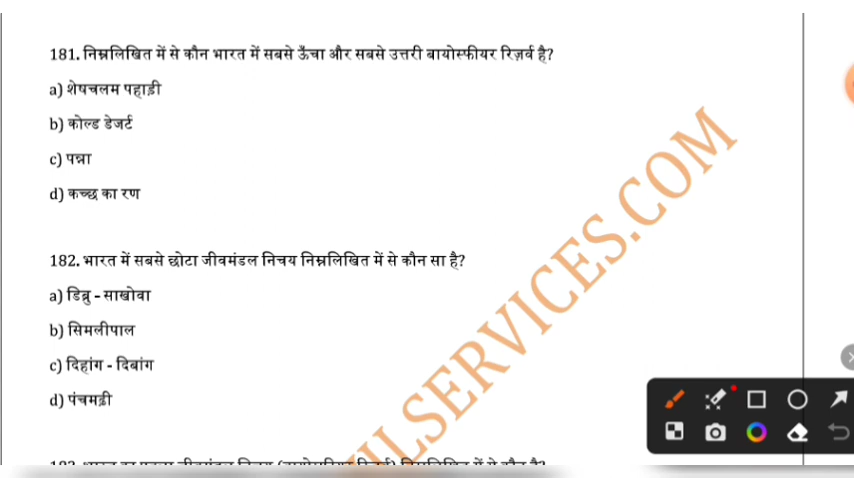 181. निम्नलिखित में से कौन भारत में सबसे ऊँचा और सबसे उत्तरी बायोस्फीयर रिज़र्व है?
a) शेषचलम पहाड़ी
b) कोल्ड डेजर्ट
c) पन्ना
d) कच्छ का रण
182. भारत में सबसे छोटा जीवमंडल निचय निम्नलिखित में से कौन सा है?
a) डिब्रु - साखोवा
b) सिमलीपाल
c) दिहांग - दिबांग
d) पंचमढ़ी
ILSERVICES.COM